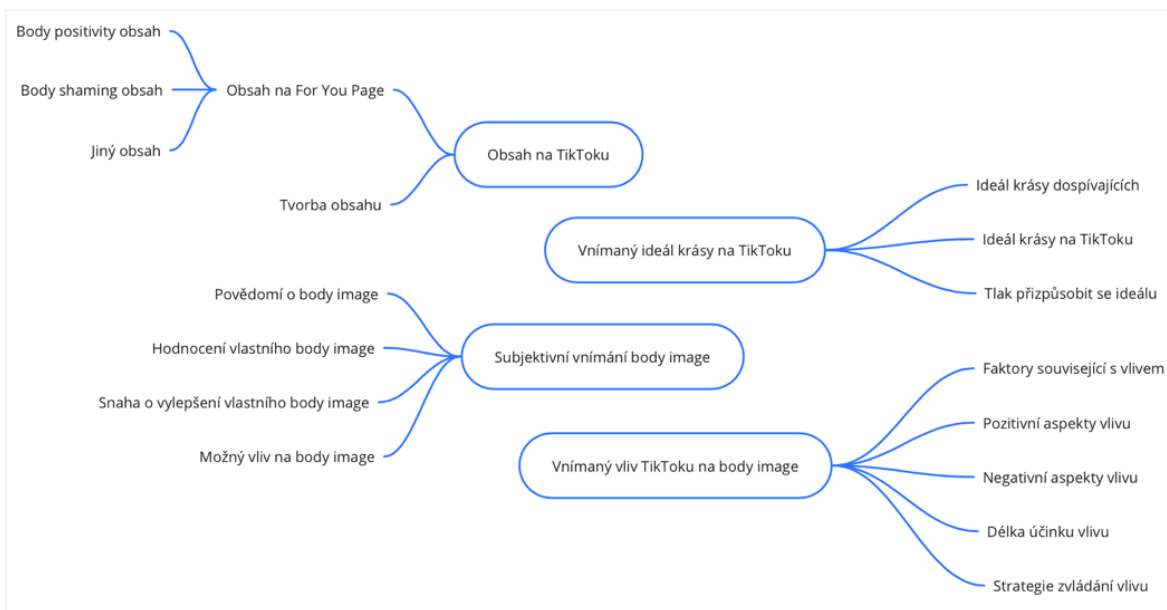 Body positivity obsah
Body shaming obsah
Jiný obsah
Obsah na For You Page
Tvorba obsahu
Obsah na TikToku
Vnímaný ideál krásy na TikToku
Ideál krásy dospívajících
Ideál krásy na TikToku
Tlak přizpůsobit se ideálu
Povědomí o body image
Hodnocení vlastního body image
Snaha o vylepšení vlastního body image
Možný vliv na body image
Subjektivní vnímání body image
Vnímaný vliv TikToku na body image
Faktory související s vlivem
Pozitivní aspekty vlivu
Negativní aspekty vlivu
Délka účinku vlivu
Strategie zvládání vlivu